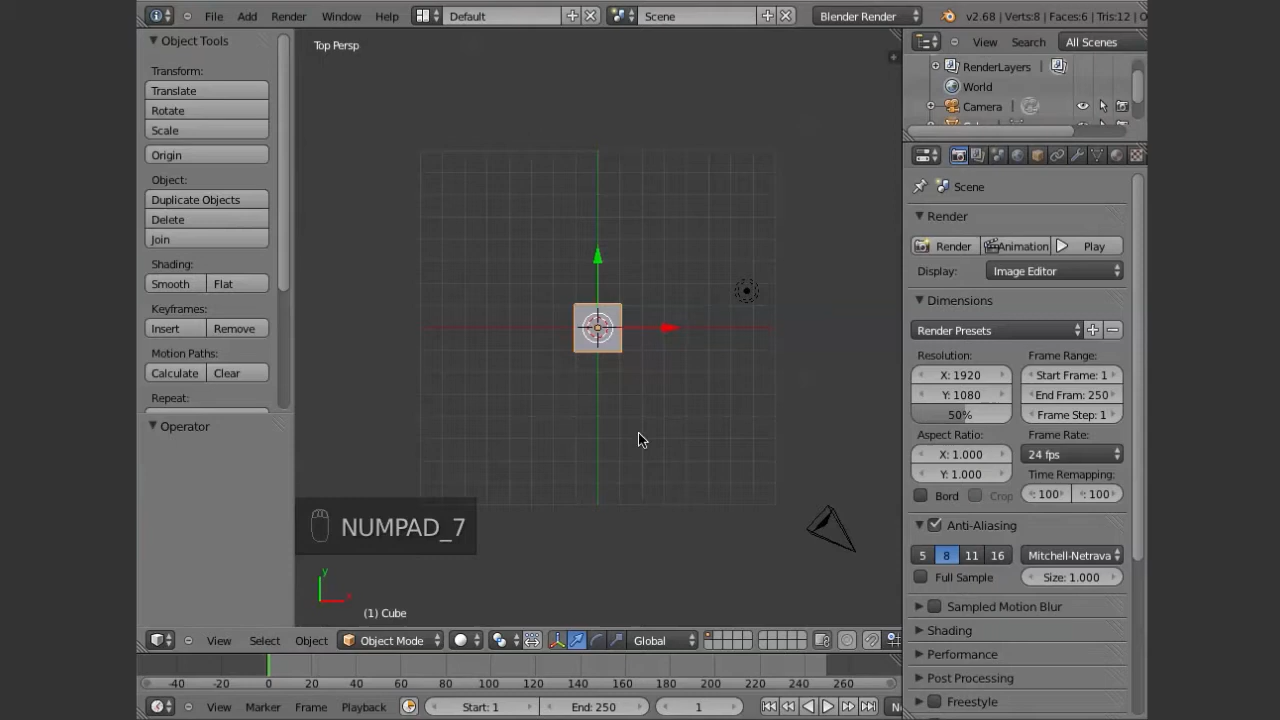 File Add Render Window Help Default Scene Blender Render v2.68 | Verts:8 | Faces:6 | Tris:12 | O
Object Tools
Transform:
Translate
Rotate
Scale
Origin
Object:
Duplicate Objects
Delete
Join
Shading:
Smooth Flat
Keyframes:
Insert Remove
Motion Paths:
Calculate Clear
Repeat:
Operator
Top Persp
NUMPAD_7
y
x
(1) Cube
View Select Object Object Mode Global
-40 -20 0 20 40 60 80 100 120 140 160 180 200 220 240 260
View Marker Frame Playback Start: 1 End: 250 1
View Search All Scenes
RenderLayers |
World
Camera |
Scene
Render
Render Animation Play
Display: Image Editor
Dimensions
Render Presets
Resolution: Frame Range:
X: 1920 Start Frame: 1
Y: 1080 End Fram: 250
50% Frame Step: 1
Aspect Ratio: Frame Rate:
X: 1.000 24 fps
Y: 1.000 Time Remapping:
Bord Crop : 100 : 100
Anti-Aliasing
5 8 11 16 Mitchell-Netrava
Full Sample Size: 1.000
Sampled Motion Blur
Shading
Performance
Post Processing
Freestyle